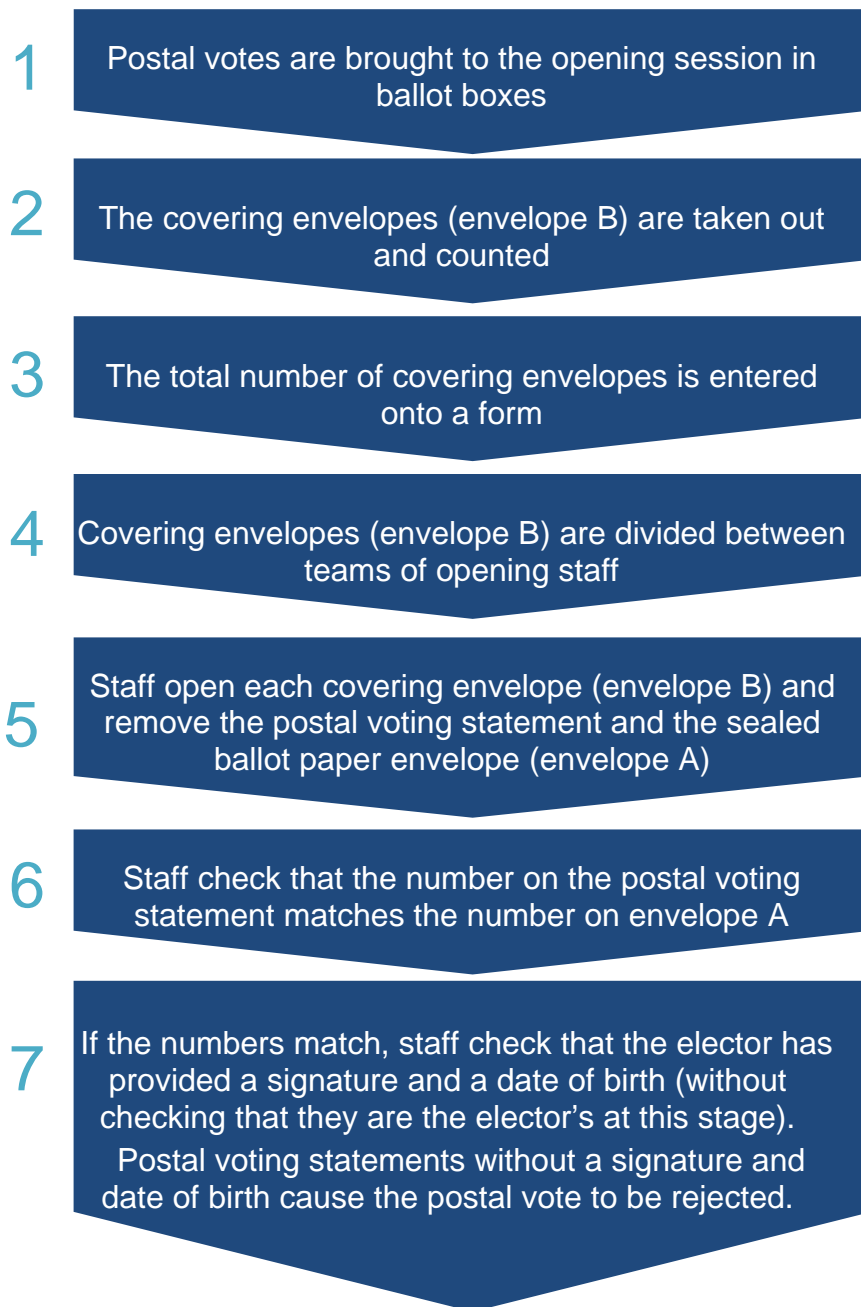 1
Postal votes are brought to the opening session in
ballot boxes
2
The covering envelopes (envelope B) are taken out
and counted
3
The total number of covering envelopes is entered
onto a form
4
Covering envelopes (envelope B) are divided between
teams of opening staff
5
Staff open each covering envelope (envelope B) and
remove the postal voting statement and the sealed
ballot paper envelope (envelope A)
6
Staff check that the number on the postal voting
statement matches the number on envelope A
7
If the numbers match, staff check that the elector has
provided a signature and a date of birth (without
checking that they are the elector’s at this stage).
Postal voting statements without a signature and
date of birth cause the postal vote to be rejected.